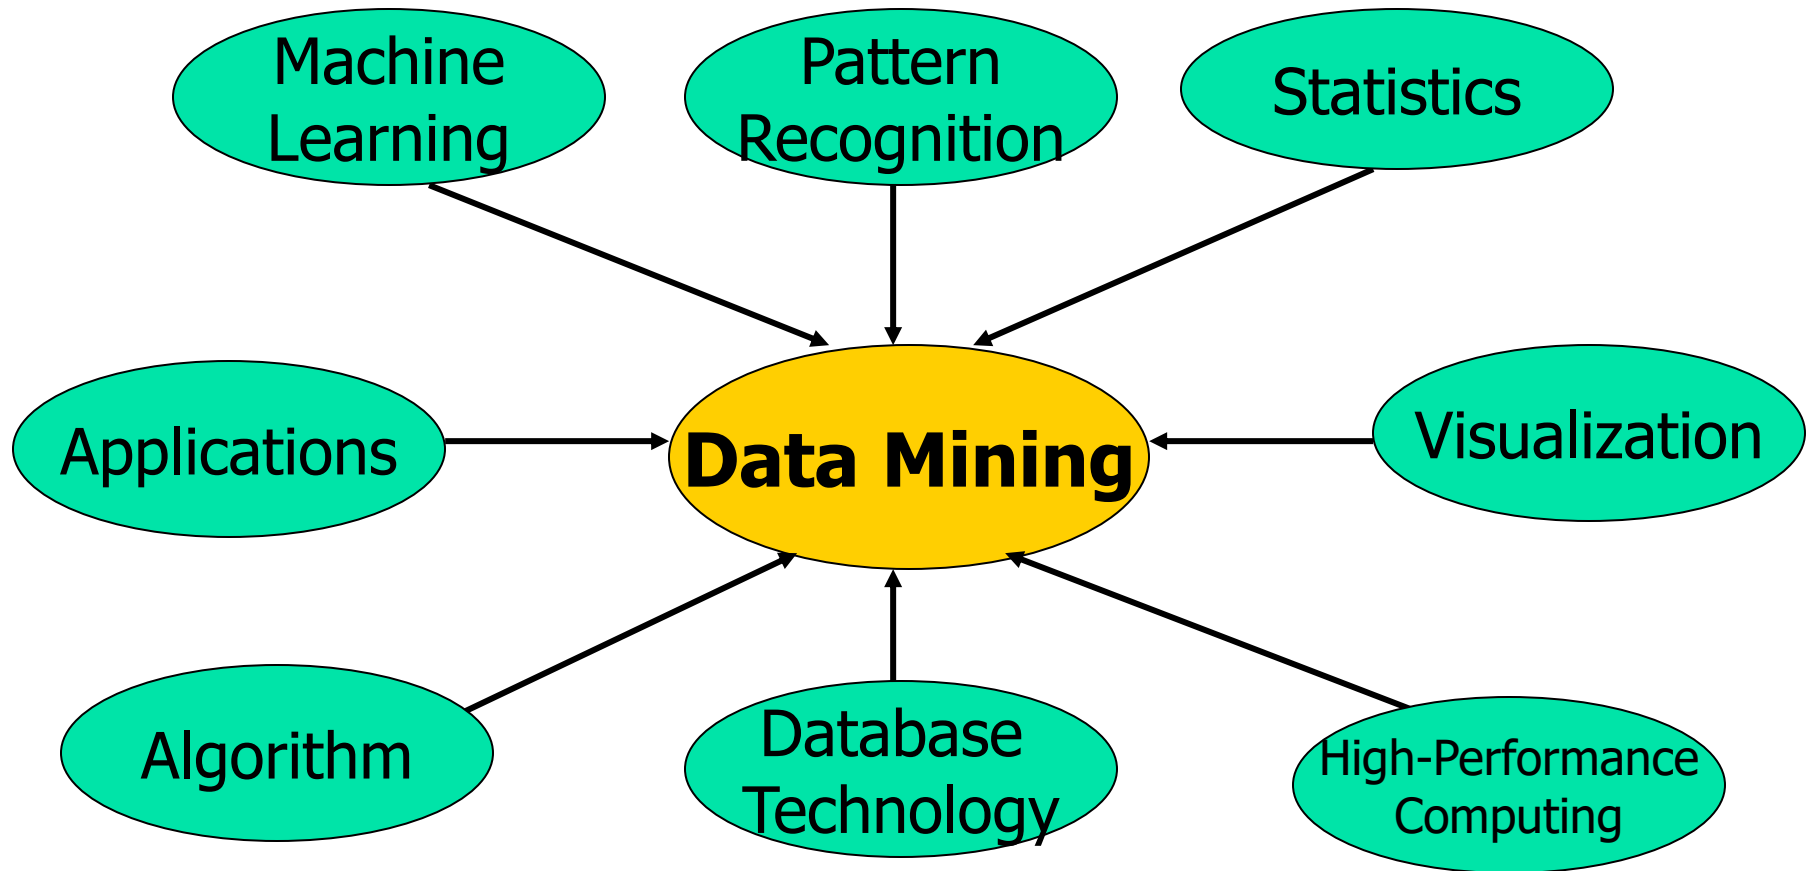 Machine
Learning
Pattern
Recognition
Statistics
Applications
Data Mining
Visualization
Algorithm
Database
Technology
High-Performance
Computing